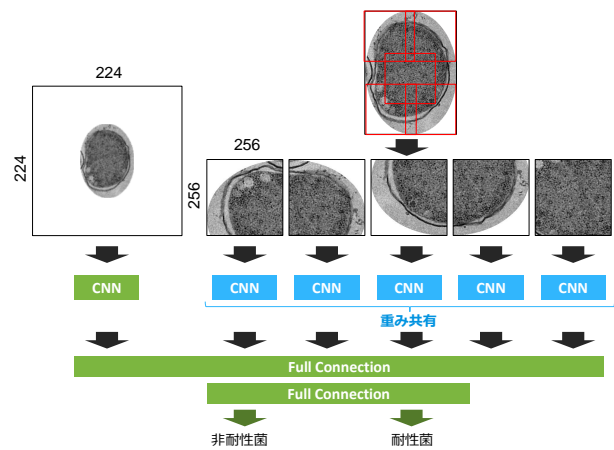 224
224
256
256
CNN
CNN
CNN
CNN
CNN
CNN
重み共有
Full Connection
Full Connection
非耐性菌
耐性菌